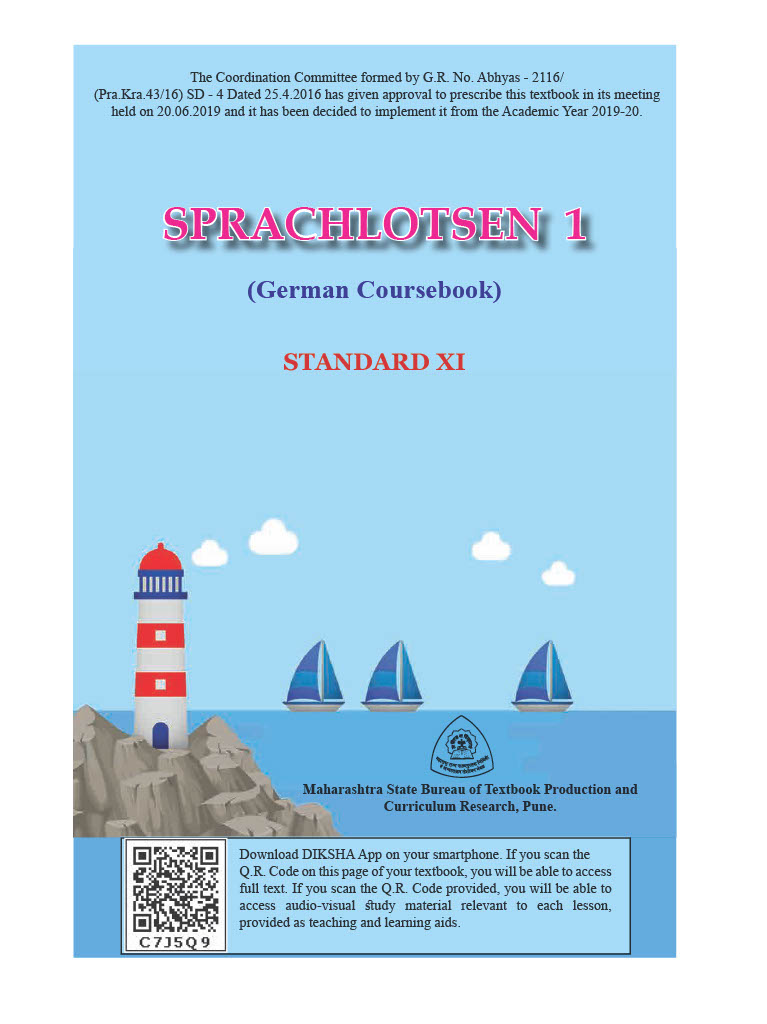 The Coordination Committee formed by G.R. No. Abhyas - 2116/
(Pra.Kra.43/16) SD - 4 Dated 25.4.2016 has given approval to prescribe this textbook in its meeting
held on 20.06.2019 and it has been decided to implement it from the Academic Year 2019-20.
SPRACHLOTSEN 1
(German Coursebook)
STANDARD XI
Maharashtra State Bureau of Textbook Production and
Curriculum Research, Pune.
Download DIKSHA App on your smartphone. If you scan the
Q.R. Code on this page of your textbook, you will be able to access
full text. If you scan the Q.R. Code provided, you will be able to
access audio-visual study material relevant to each lesson,
provided as teaching and learning aids.
C7J5Q9